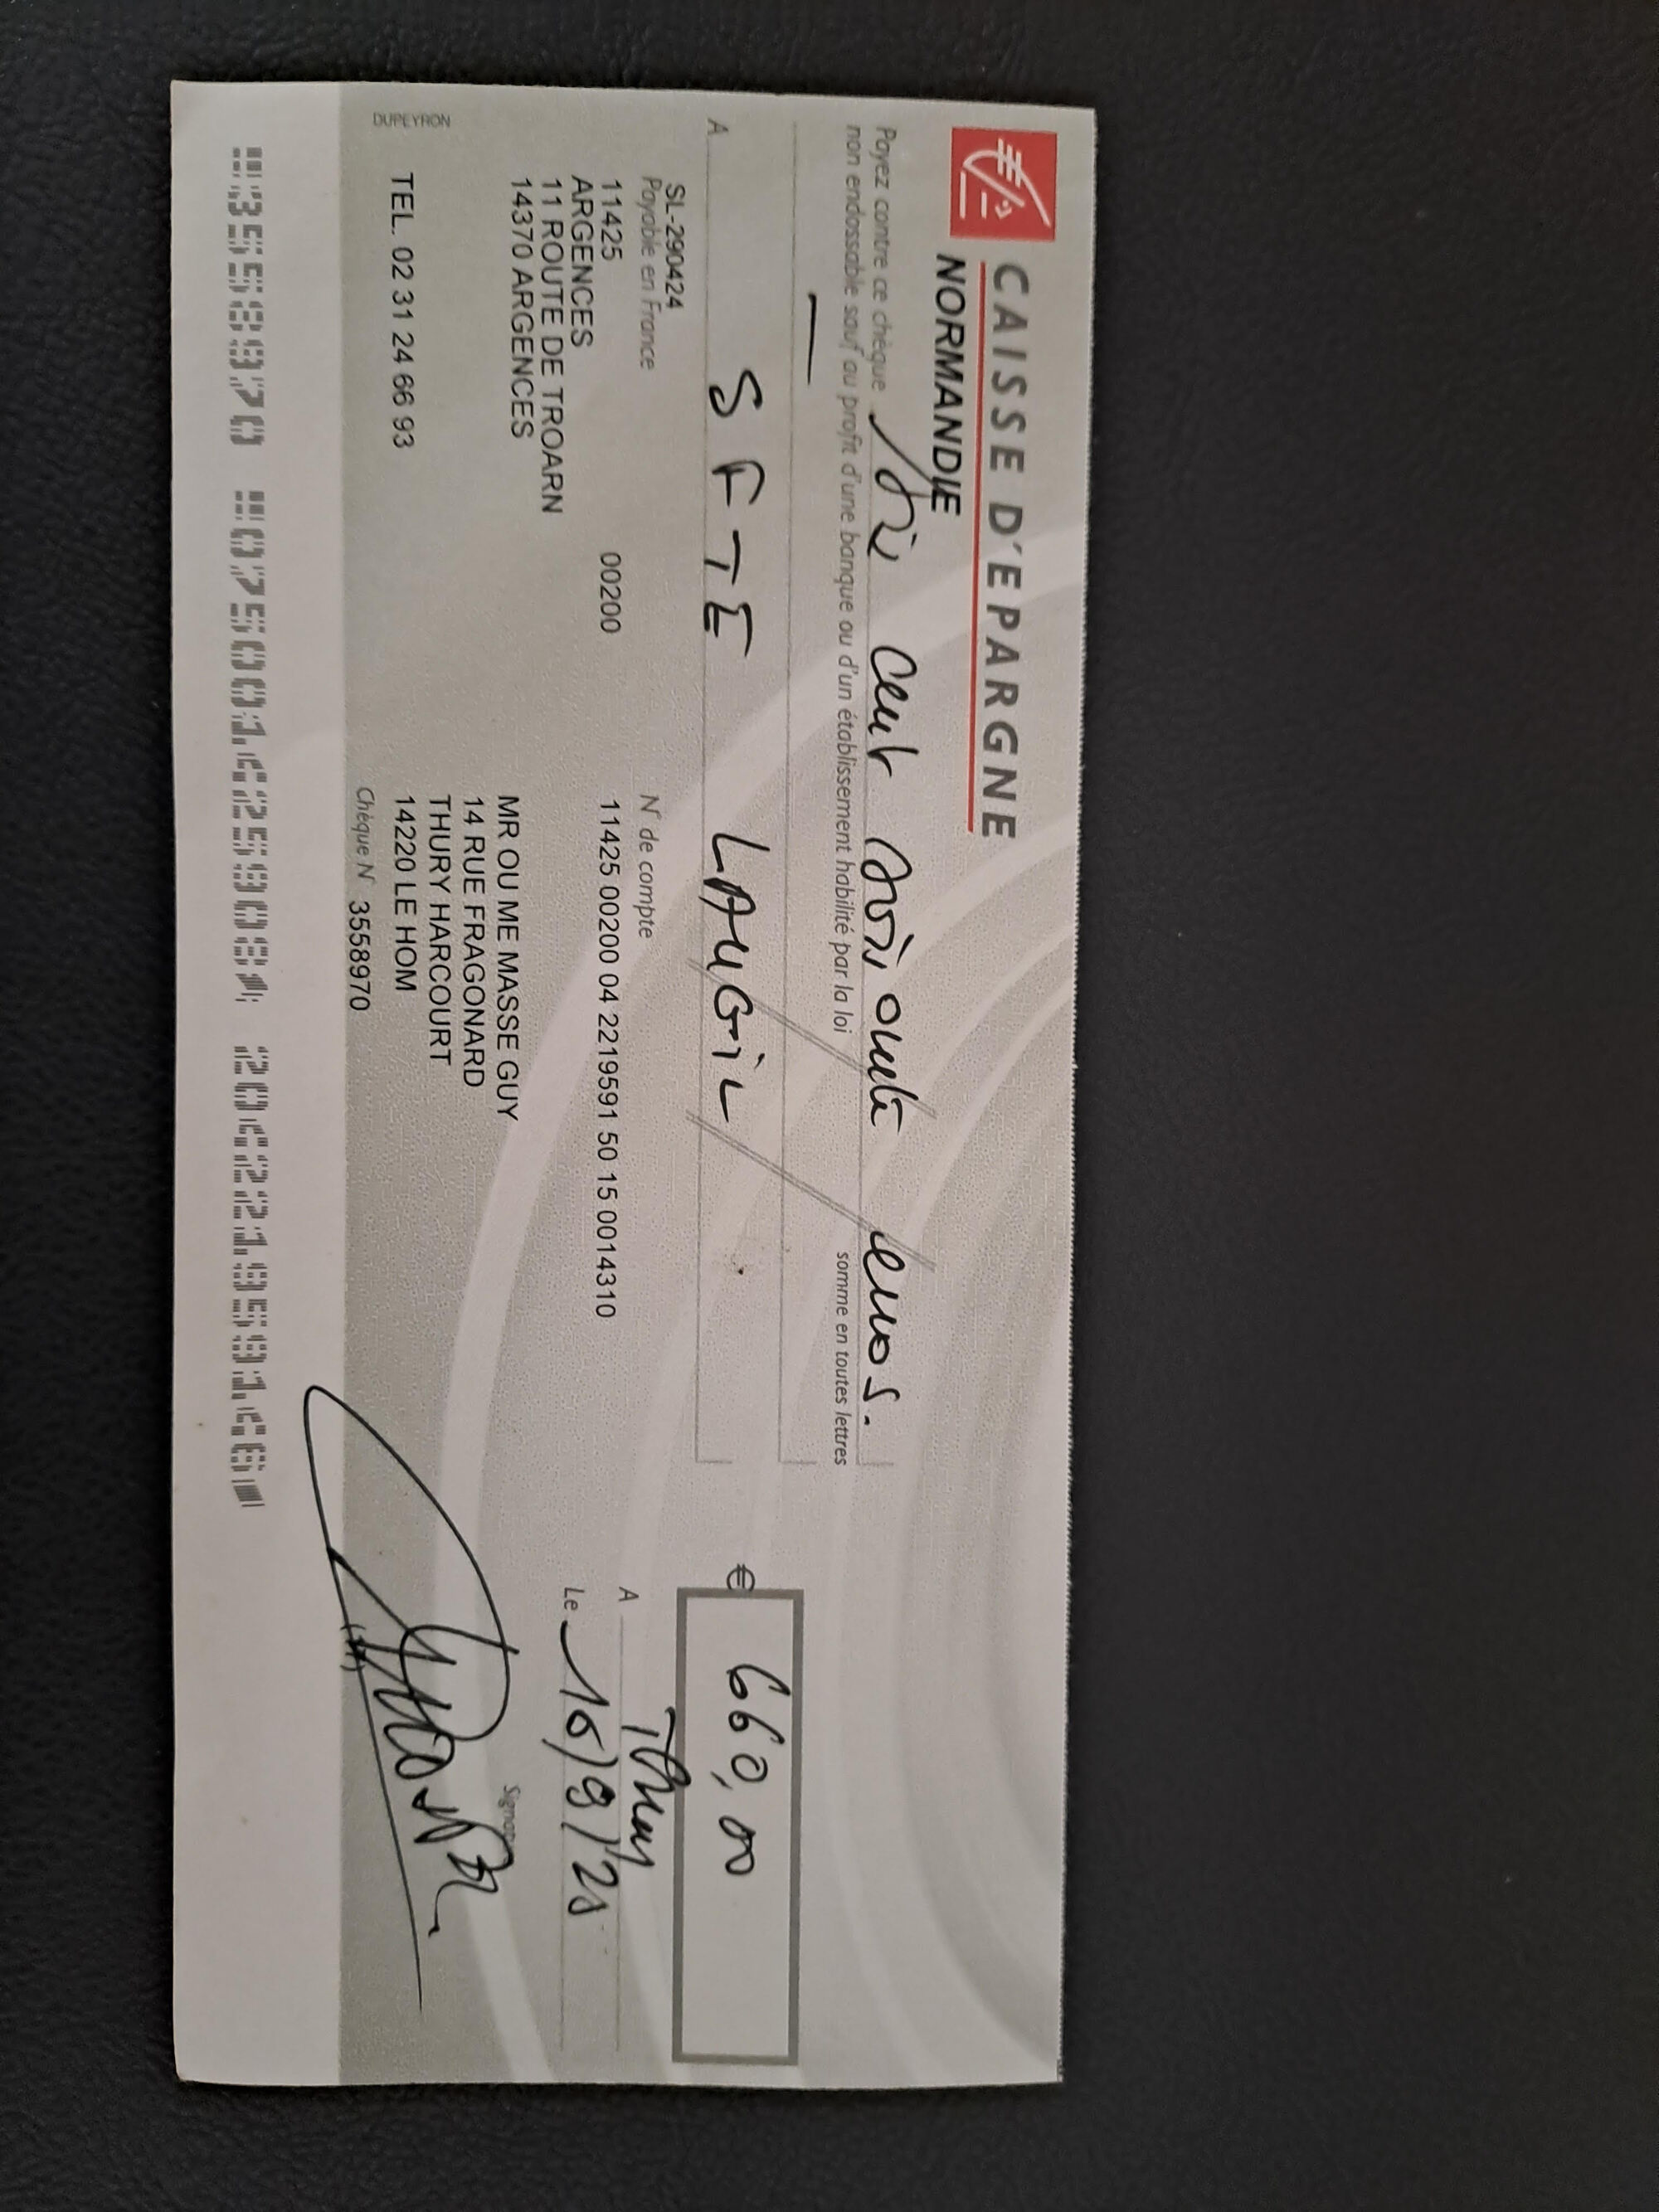 CAISSE D'EPARGNE
NORMANDIE
Payez contre ce chèque Six cent soixante euros.
non endossable sauf au profit d'une banque ou d'un établissement habilité par la loi
somme en toutes lettres
A SFTE LAUGIL
€ 660,00
SL-290424
Payable en France
N° de compte
11425 00200 11425 00200 04 2219591 50 15 0014310
ARGENCES
11 ROUTE DE TROARN
14370 ARGENCES
TEL. 02 31 24 66 93
DUPEYRON
MR OU ME MASSE GUY
14 RUE FRAGONARD
THURY HARCOURT
14220 LE HOM
Chèque N° 3558970
A Thury
Le 16/9/25
3558970 075001425908 204221959146